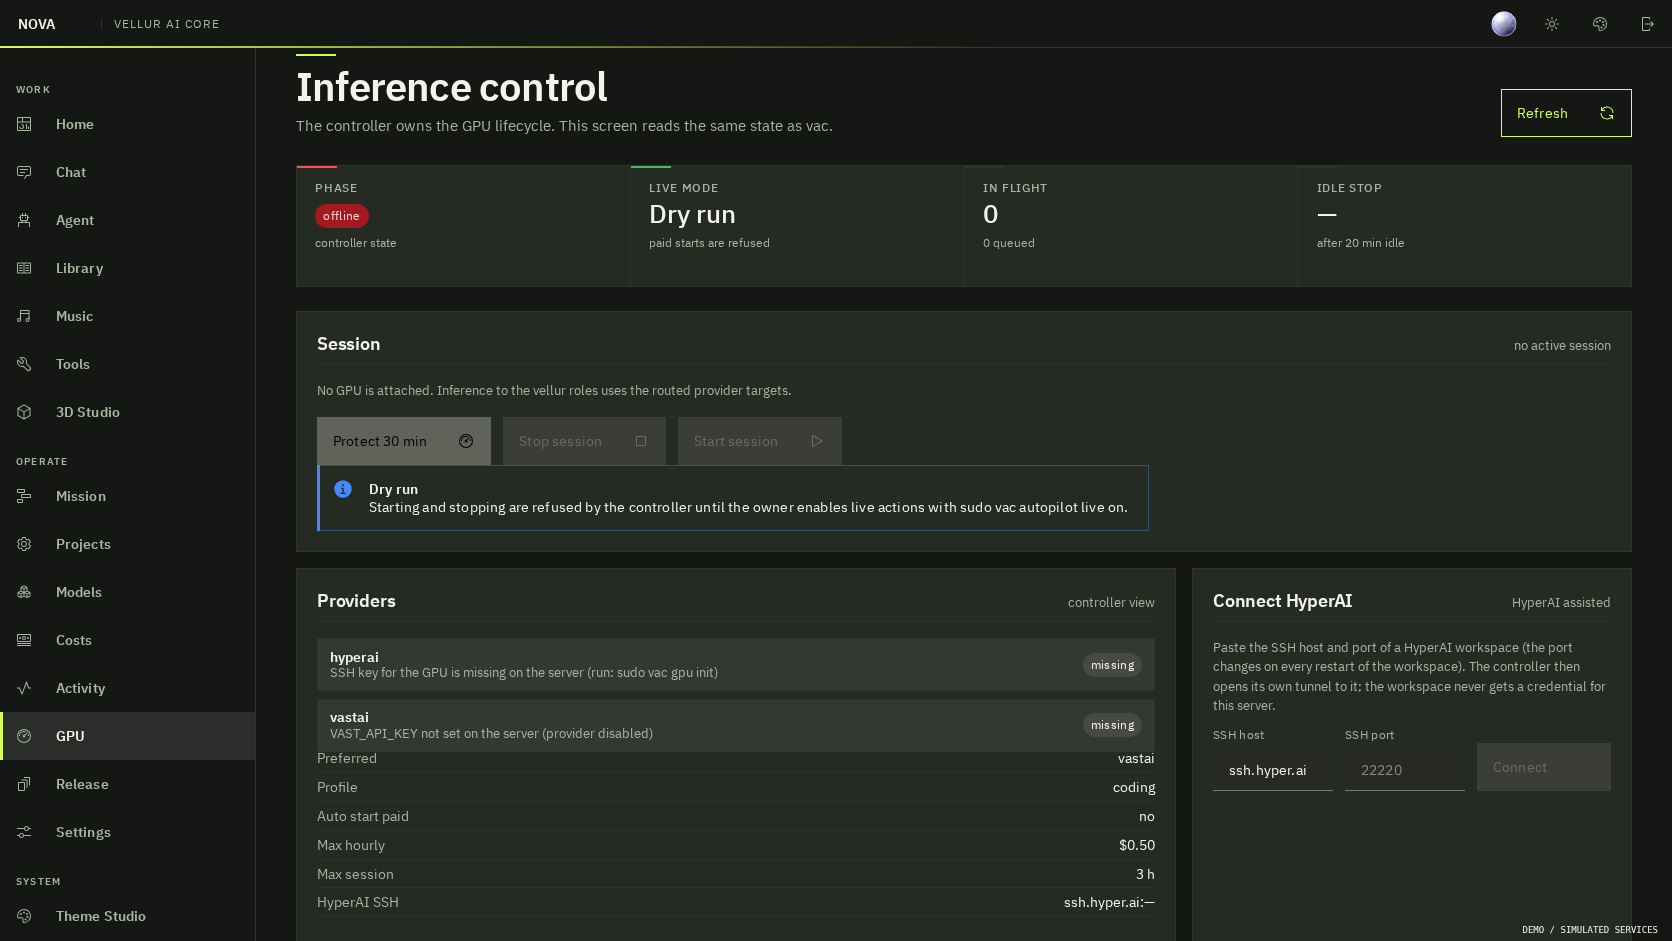 NOVA
VELLUR AI CORE
WORK
Home
Chat
Agent
Library
Music
Tools
3D Studio
OPERATE
Mission
Projects
Models
Costs
Activity
GPU
Release
Settings
SYSTEM
Theme Studio
Inference control
The controller owns the GPU lifecycle. This screen reads the same state as vac.
Refresh
PHASE
offline
controller state
LIVE MODE
Dry run
paid starts are refused
IN FLIGHT
0
0 queued
IDLE STOP
—
after 20 min idle
Session
no active session
No GPU is attached. Inference to the vellur roles uses the routed provider targets.
Protect 30 min
Stop session
Start session
Dry run
Starting and stopping are refused by the controller until the owner enables live actions with sudo vac autopilot live on.
Providers
controller view
hyperai
SSH key for the GPU is missing on the server (run: sudo vac gpu init)
missing
vastai
VAST_API_KEY not set on the server (provider disabled)
missing
Preferred vastai
Profile coding
Auto start paid no
Max hourly $0.50
Max session 3 h
HyperAI SSH ssh.hyper.ai:—
Connect HyperAI
HyperAI assisted
Paste the SSH host and port of a HyperAI workspace (the port
changes on every restart of the workspace). The controller then
opens its own tunnel to it; the workspace never gets a credential for
this server.
SSH host
SSH port
ssh.hyper.ai
22220
Connect
DEMO / SIMULATED SERVICES